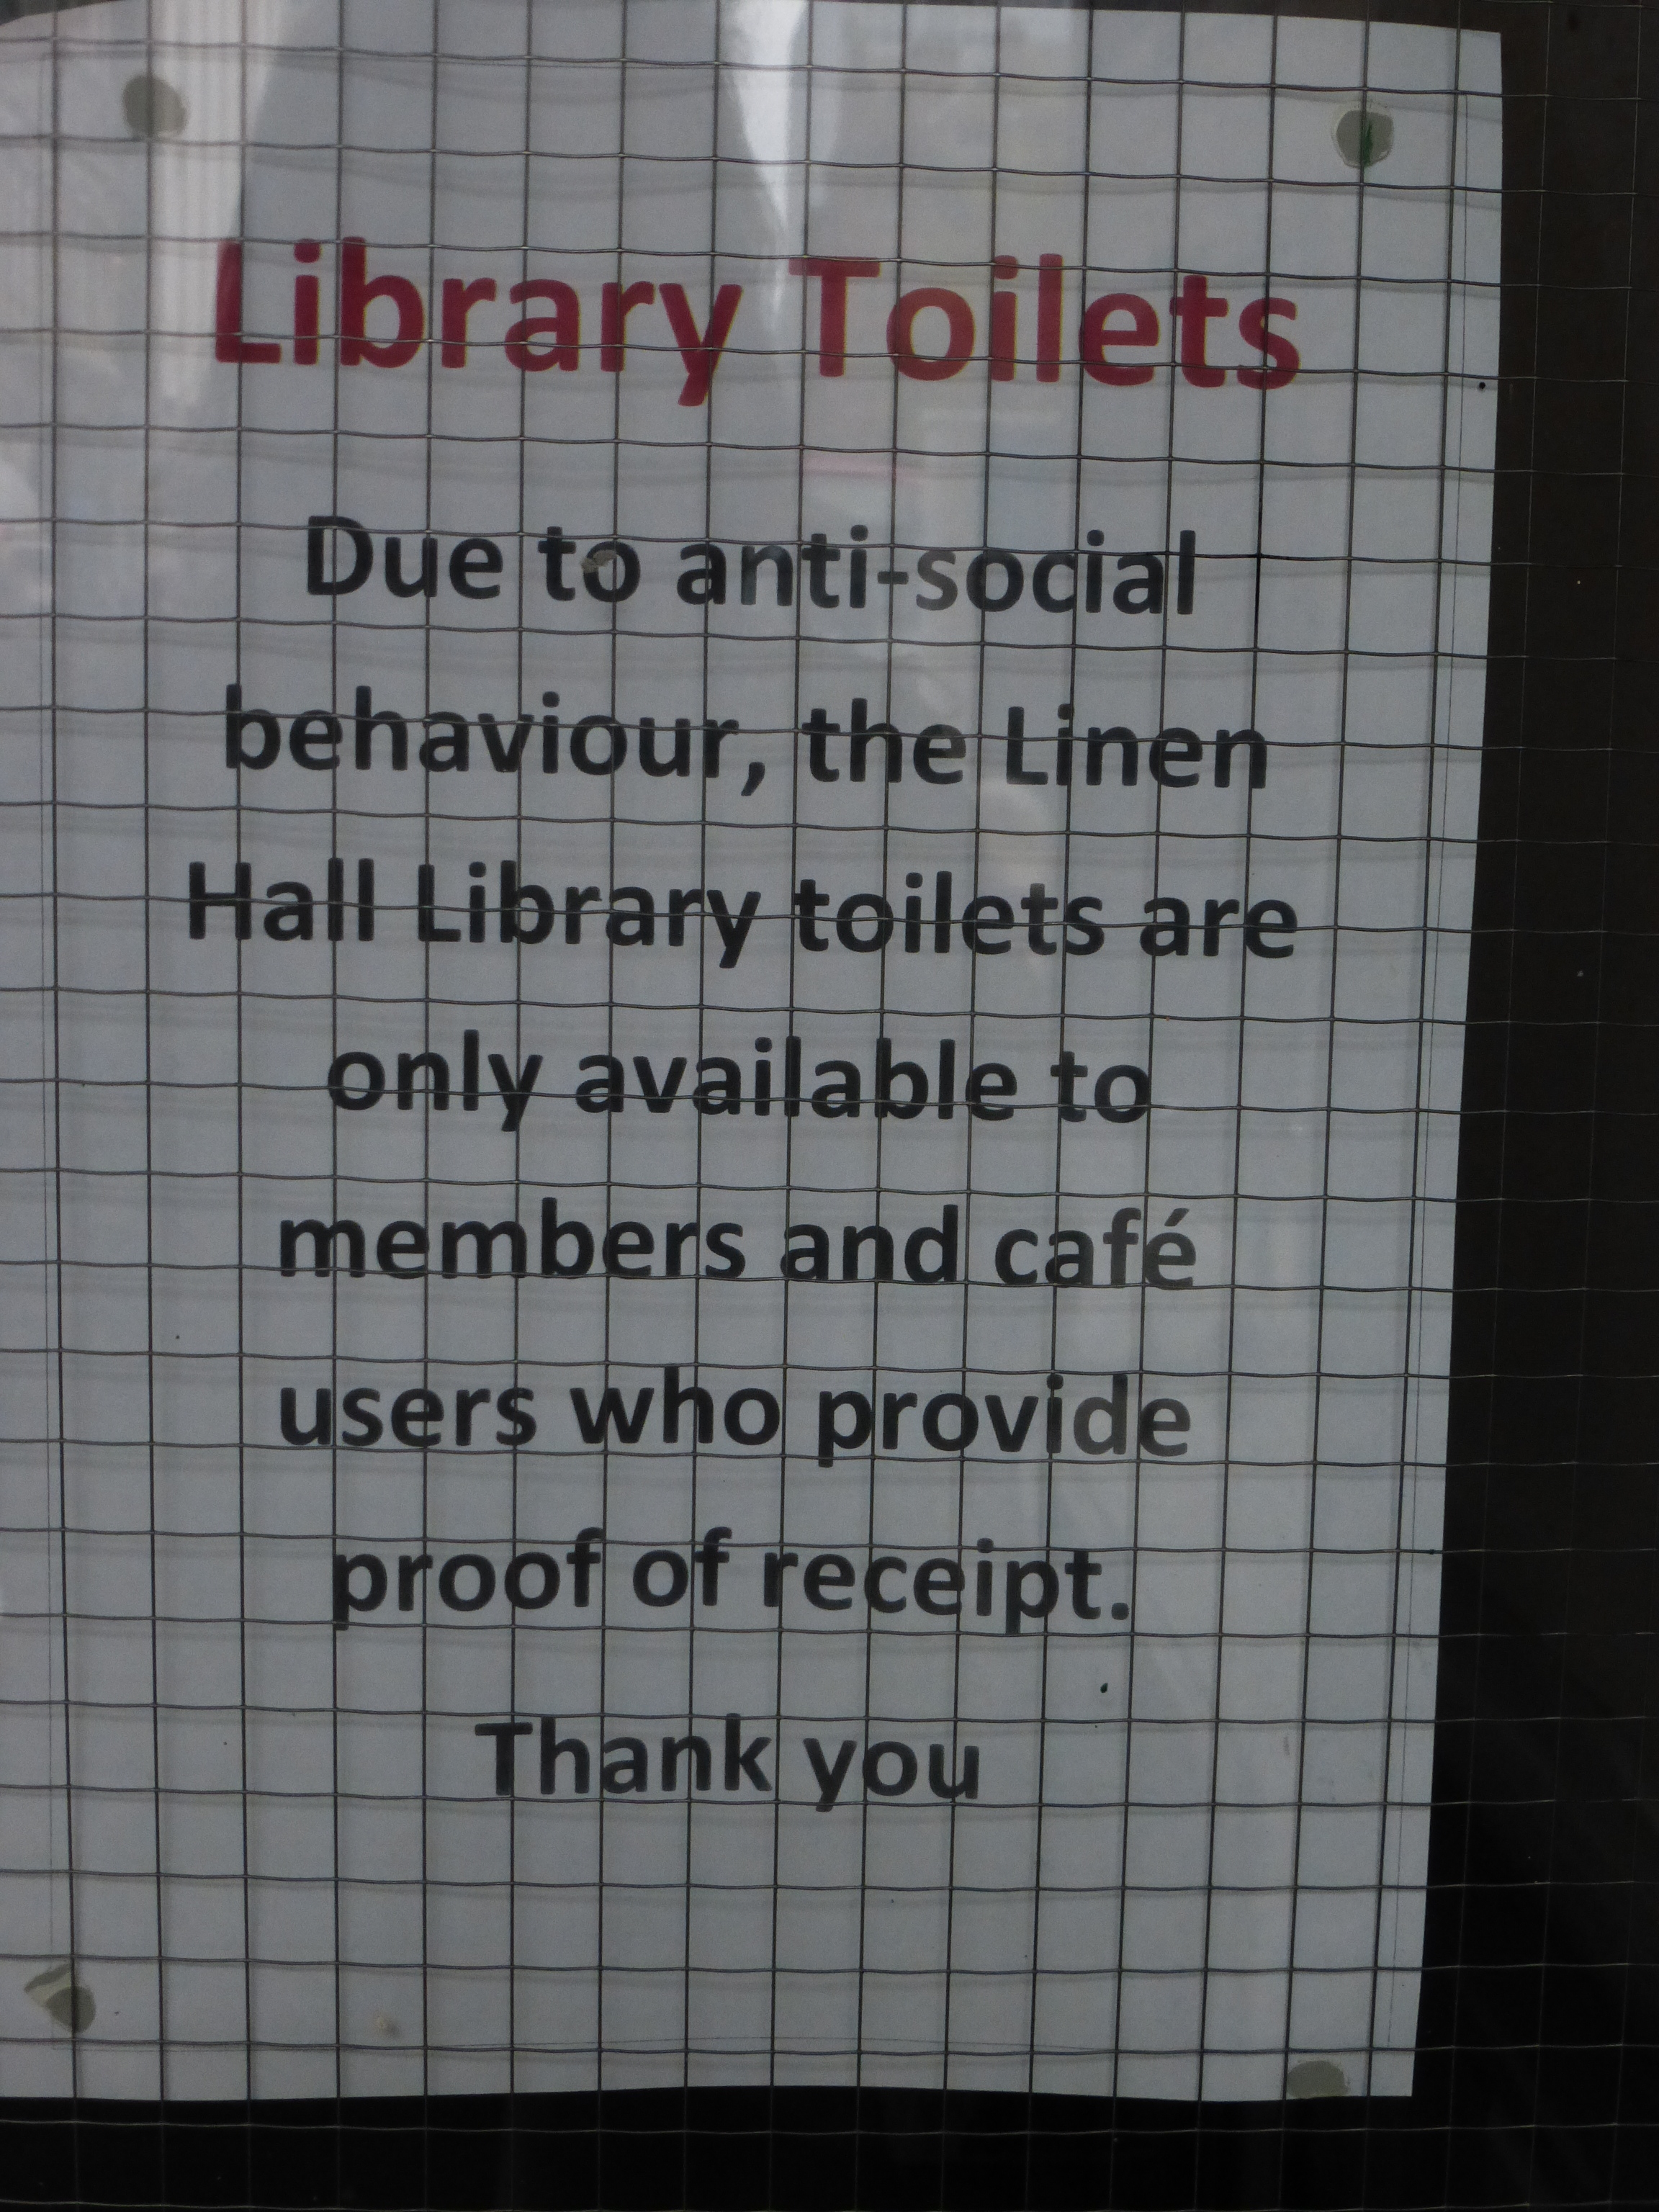 Library Toilets
Due to anti-social
behaviour, the Linen
Hall Library toilets are
only available to
members and café
users who provide
proof of receipt.
Thank you